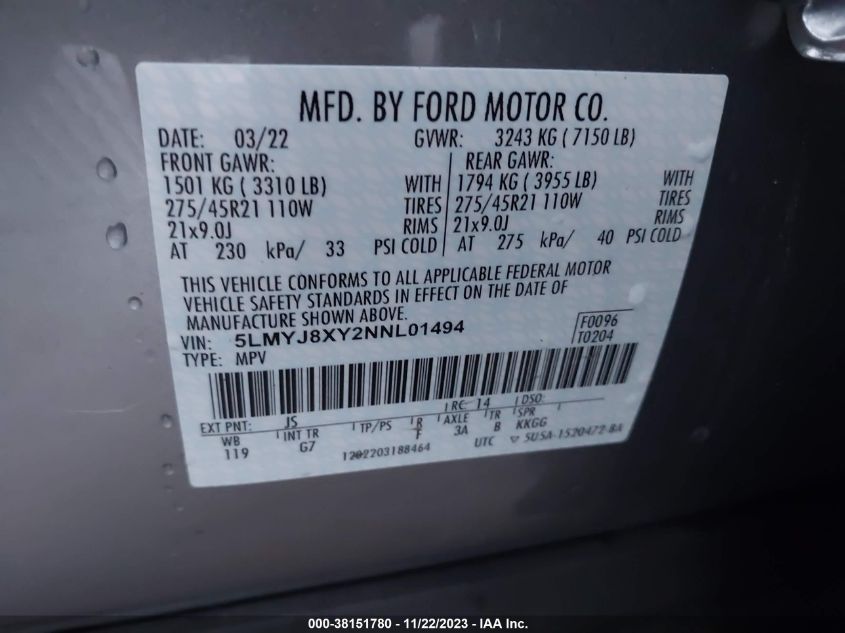 MFD. BY FORD MOTOR CO.
DATE: 03/22 GVWR: 3243 KG ( 7150 LB)
FRONT GAWR: REAR GAWR:
1501 KG ( 3310 LB) WITH 1794 KG ( 3955 LB) WITH
275/45R21 110W TIRES 275/45R21 110W TIRES
21x9.0J RIMS 21x9.0J RIMS
AT 230 kPa/ 33 PSI COLD AT 275 kPa/ 40 PSI COLD
THIS VEHICLE CONFORMS TO ALL APPLICABLE FEDERAL MOTOR
VEHICLE SAFETY STANDARDS IN EFFECT ON THE DATE OF
MANUFACTURE SHOWN ABOVE.
VIN: 5LMYJ8XY2NNL01494 F0096
TYPE: MPV T0204
EXT PNT: JS RC: 14 DSO:
WB INT TR TP/PS R AXLE TR SPR
119 G7 F 3A B KKGG
1202203188464 UTC 5U5A-1520472-BA
000-38151780 - 11/22/2023 - IAA Inc.